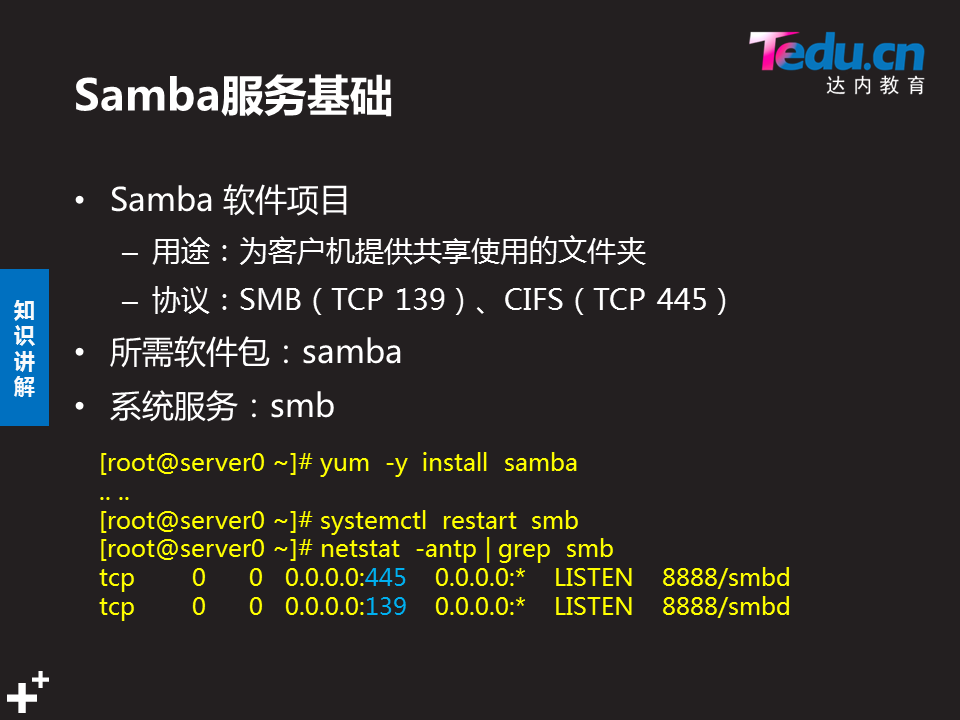 Tedu.cn
达内教育
Samba服务基础
• Samba 软件项目
– 用途：为客户机提供共享使用的文件夹
– 协议：SMB（TCP 139）、CIFS（TCP 445）
• 所需软件包：samba
• 系统服务：smb
知识讲解
[root@server0 ~]# yum -y install samba
.. ..
[root@server0 ~]# systemctl restart smb
[root@server0 ~]# netstat -antp | grep smb
tcp 0 0 0.0.0.0:445 0.0.0.0:* LISTEN 8888/smbd
tcp 0 0 0.0.0.0:139 0.0.0.0:* LISTEN 8888/smbd